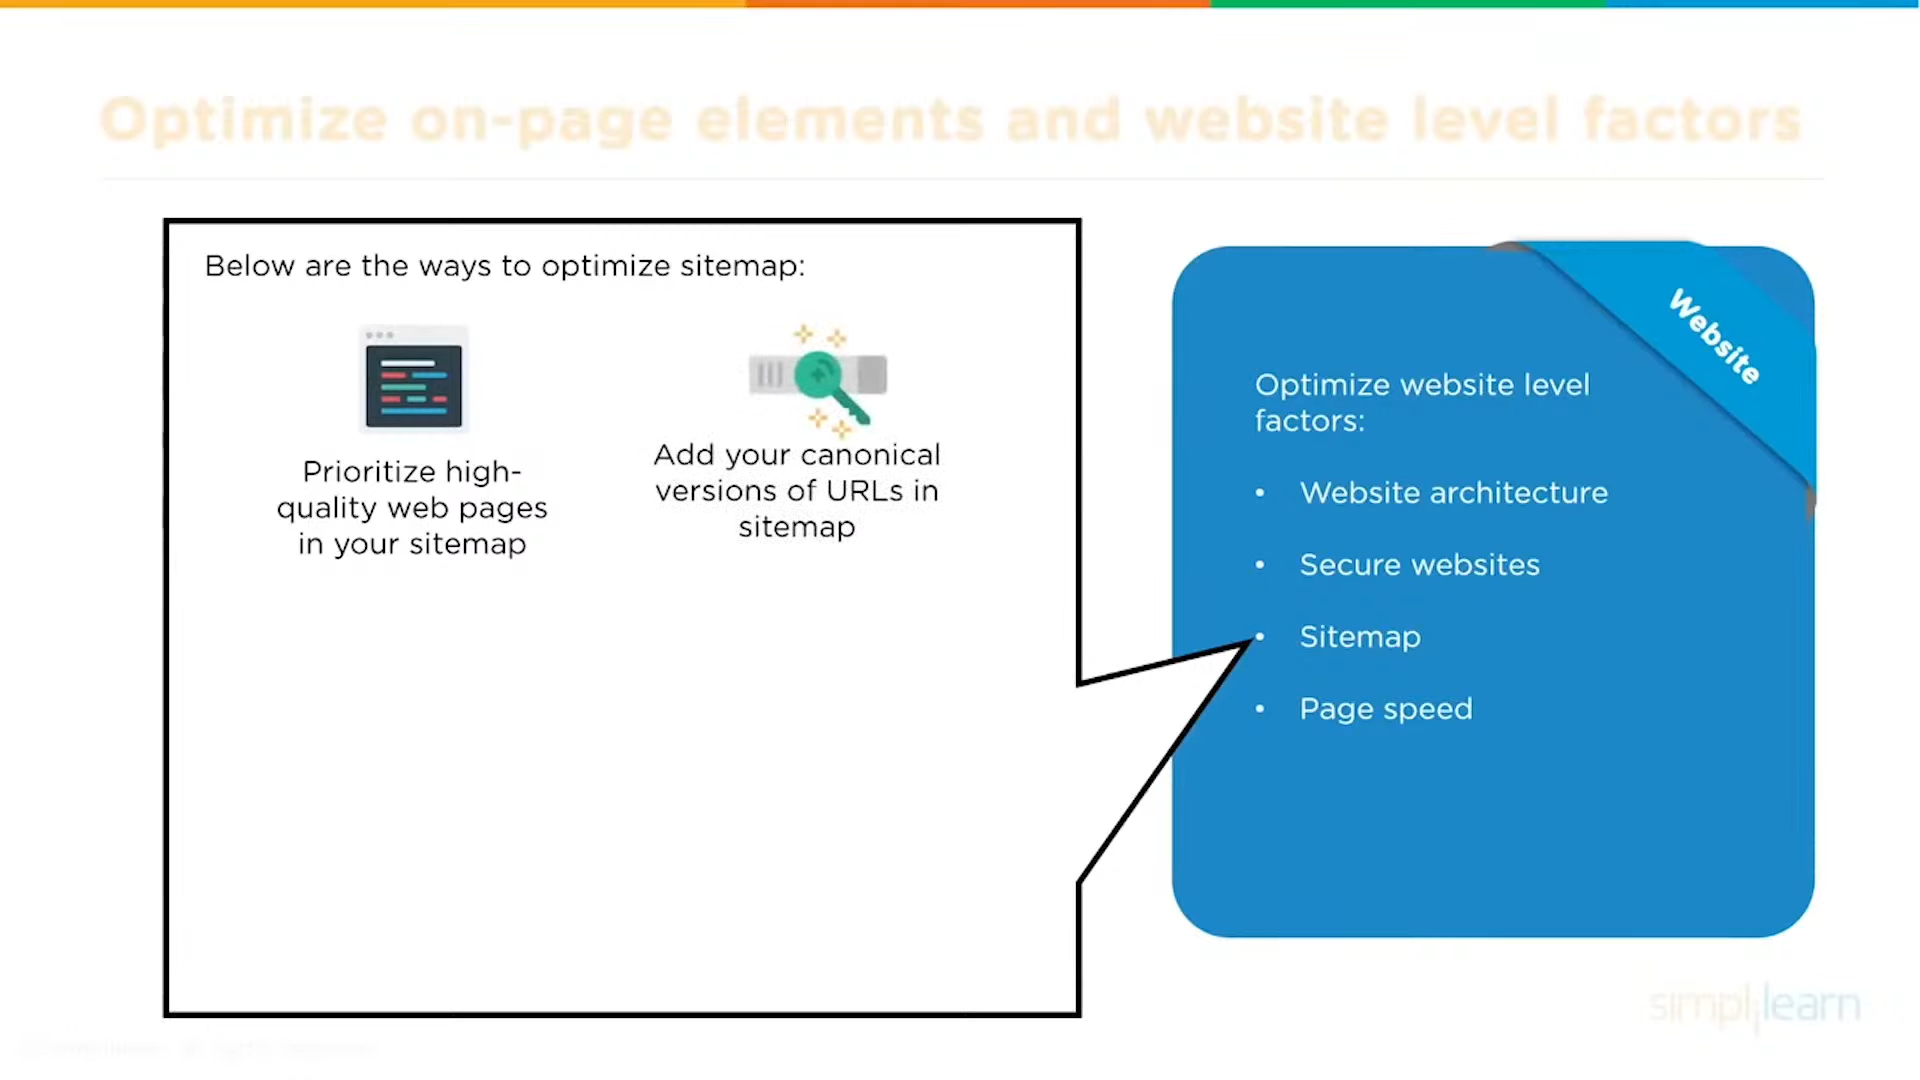 Optimize on-page elements and website level factors
Below are the ways to optimize sitemap:
Prioritize high-
quality web pages
in your sitemap
Add your canonical
versions of URLs in
sitemap
Website
Optimize website level
factors:
• Website architecture
• Secure websites
• Sitemap
• Page speed
simplilearn